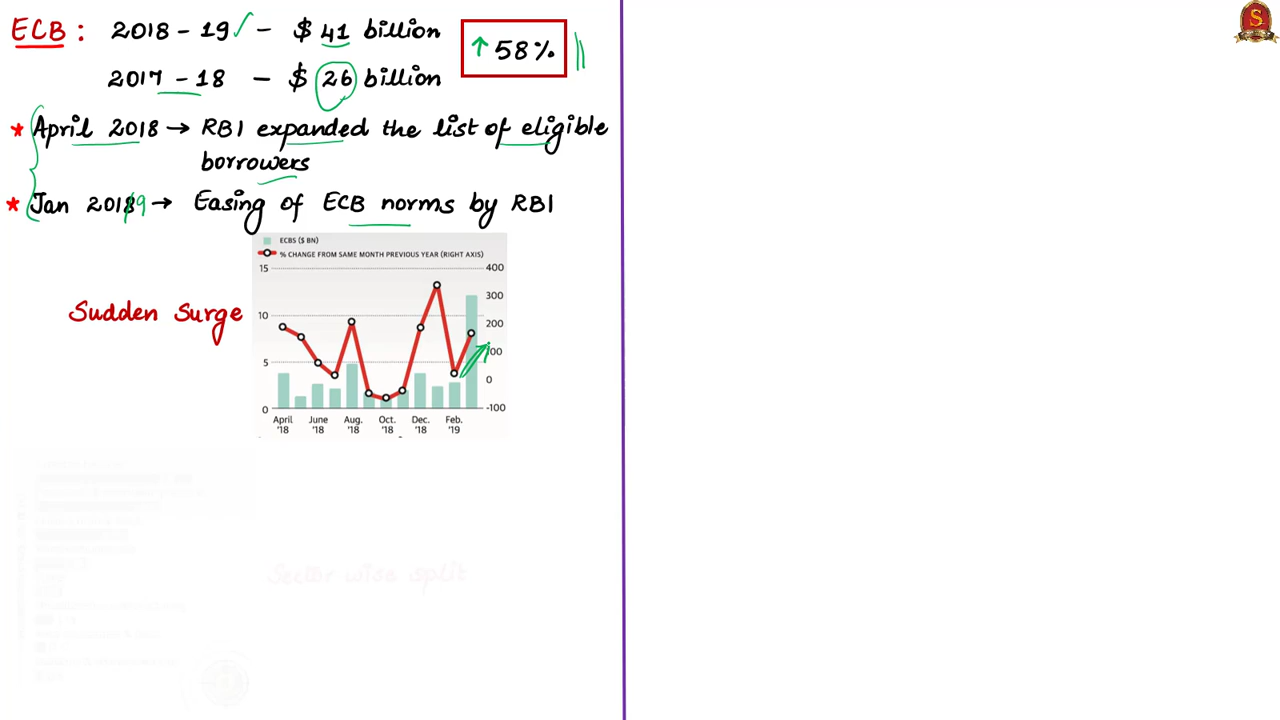 ECB : 2018 - 19 ✓ - $ 41 billion
↑ 58%
2017 - 18 - $ 26 billion
* April 2018 → RBI expanded the list of eligible
borrowers
* Jan 2019 → Easing of ECB norms by RBI
ECBS ($ BN)
% CHANGE FROM SAME MONTH PREVIOUS YEAR (RIGHT AXIS)
15 400
300
Sudden Surge
10 200
100
5 0
0 -100
April June Aug. Oct. Dec. Feb.
'18 '18 '18 '18 '18 '19
Sector wise split